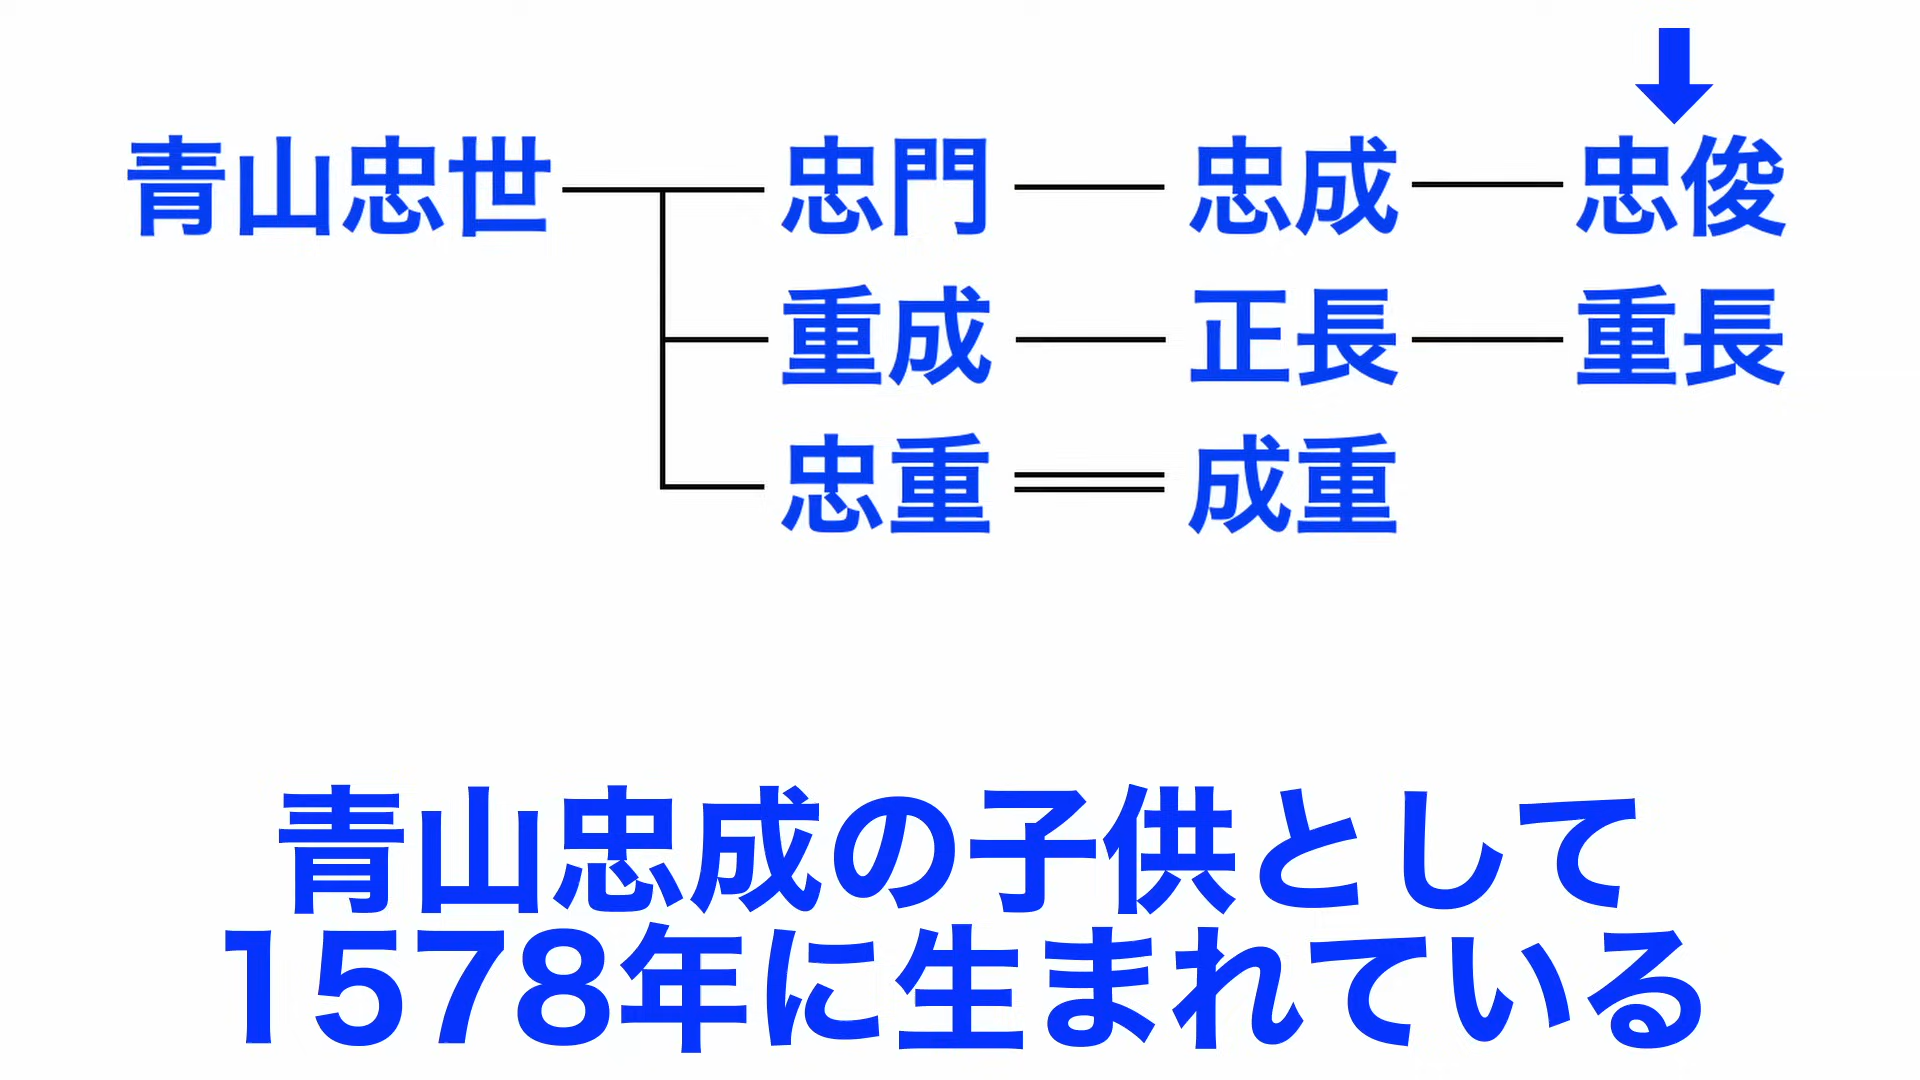 青山忠世 忠門 忠成 忠俊
重成 正長 重長
忠重 成重
青山忠成の子供として
1578年に生まれている